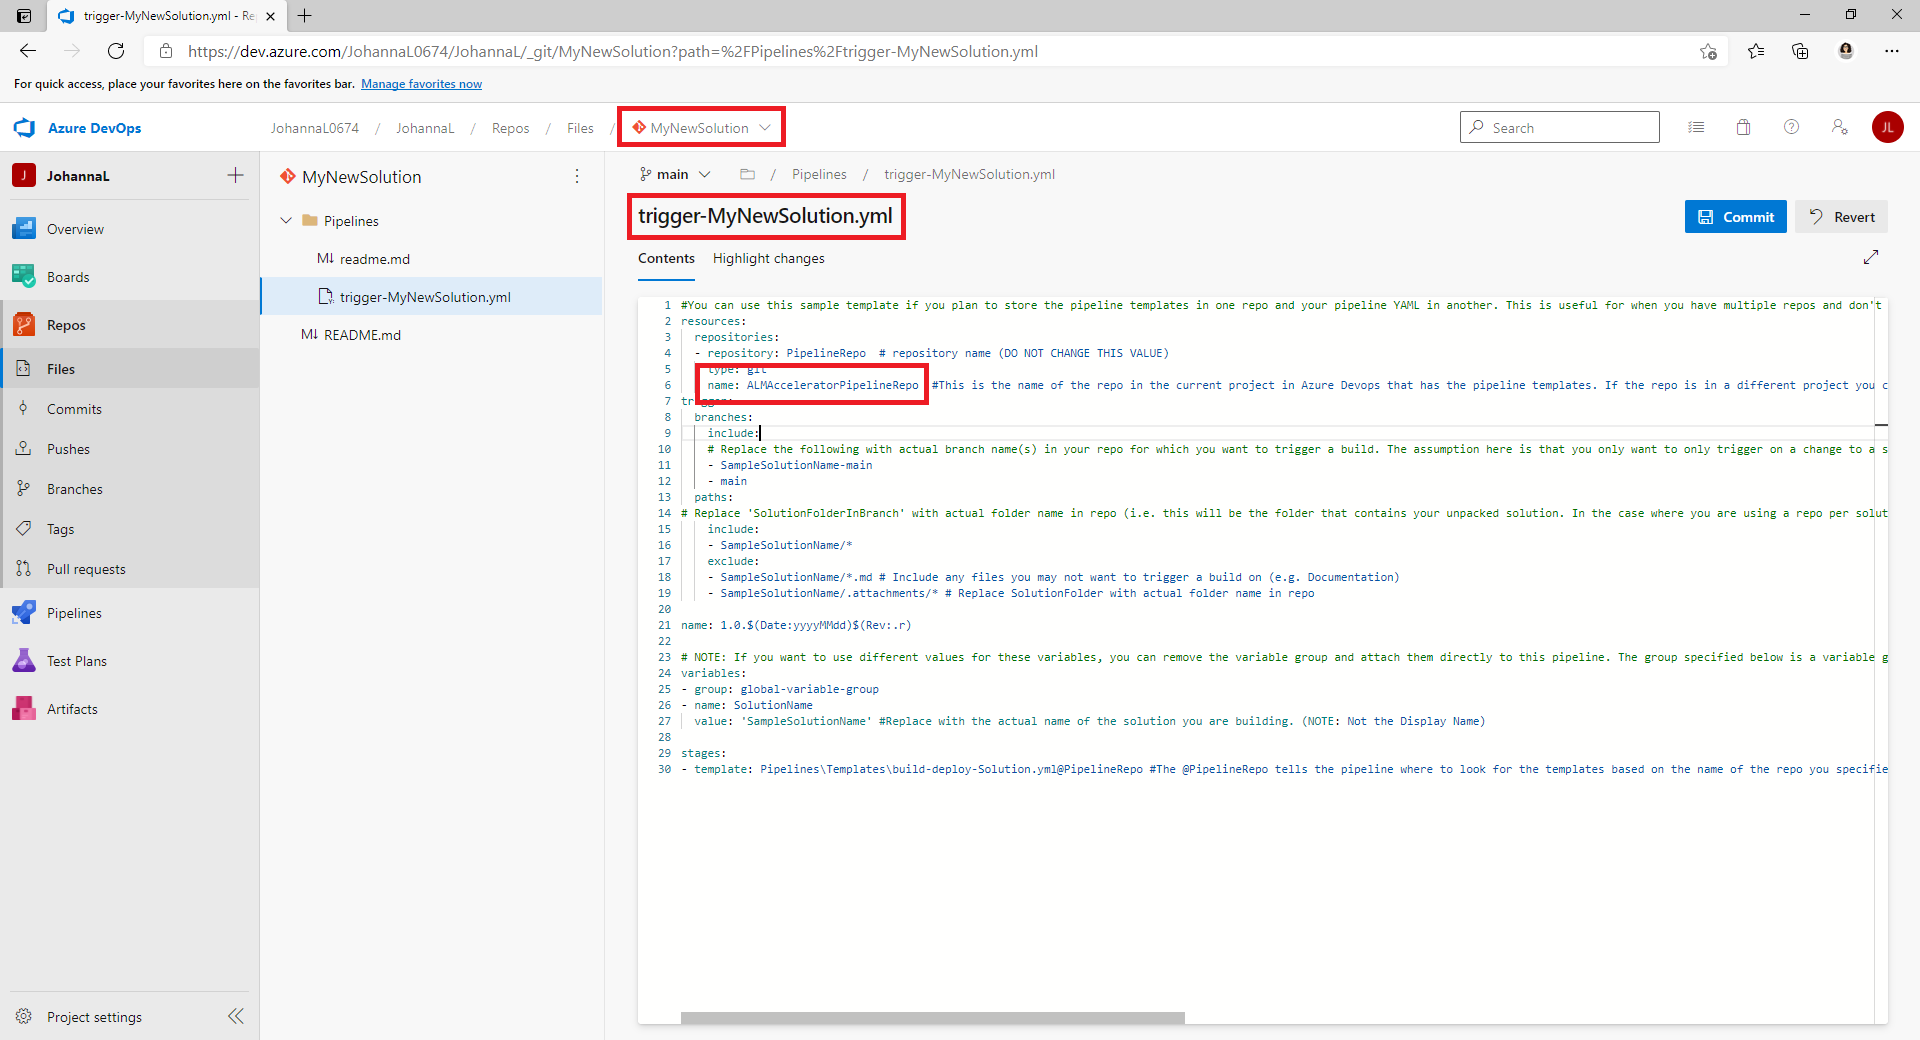 trigger-MyNewSolution.yml - Re
https://dev.azure.com/JohannaL0674/JohannaL/_git/MyNewSolution?path=%2FPipelines%2Ftrigger-MyNewSolution.yml
For quick access, place your favorites here on the favorites bar. Manage favorites now
Azure DevOps
JohannaL0674 / JohannaL / Repos / Files / MyNewSolution
Search
JL
J JohannaL
Overview
Boards
Repos
Files
Commits
Pushes
Branches
Tags
Pull requests
Pipelines
Test Plans
Artifacts
Project settings
MyNewSolution
Pipelines
M↓ readme.md
trigger-MyNewSolution.yml
M↓ README.md
main / Pipelines / trigger-MyNewSolution.yml
trigger-MyNewSolution.yml
Commit
Revert
Contents Highlight changes
1 #You can use this sample template if you plan to store the pipeline templates in one repo and your pipeline YAML in another. This is useful for when you have multiple repos and don't
2 resources:
3 repositories:
4 - repository: PipelineRepo # repository name (DO NOT CHANGE THIS VALUE)
5 type: git
6 name: ALMAcceleratorPipelineRepo #This is the name of the repo in the current project in Azure Devops that has the pipeline templates. If the repo is in a different project you c
7 trigger:
8 branches:
9 include:
10 # Replace the following with actual branch name(s) in your repo for which you want to trigger a build. The assumption here is that you only want to only trigger on a change to a s
11 - SampleSolutionName-main
12 - main
13 paths:
14 # Replace 'SolutionFolderInBranch' with actual folder name in repo (i.e. this will be the folder that contains your unpacked solution. In the case where you are using a repo per solut
15 include:
16 - SampleSolutionName/*
17 exclude:
18 - SampleSolutionName/*.md # Include any files you may not want to trigger a build on (e.g. Documentation)
19 - SampleSolutionName/.attachments/* # Replace SolutionFolder with actual folder name in repo
20
21 name: 1.0.$(Date:yyyyMMdd)$(Rev:.r)
22
23 # NOTE: If you want to use different values for these variables, you can remove the variable group and attach them directly to this pipeline. The group specified below is a variable g
24 variables:
25 - group: global-variable-group
26 - name: SolutionName
27 value: 'SampleSolutionName' #Replace with the actual name of the solution you are building. (NOTE: Not the Display Name)
28
29 stages:
30 - template: Pipelines\Templates\build-deploy-Solution.yml@PipelineRepo #The @PipelineRepo tells the pipeline where to look for the templates based on the name of the repo you specifie